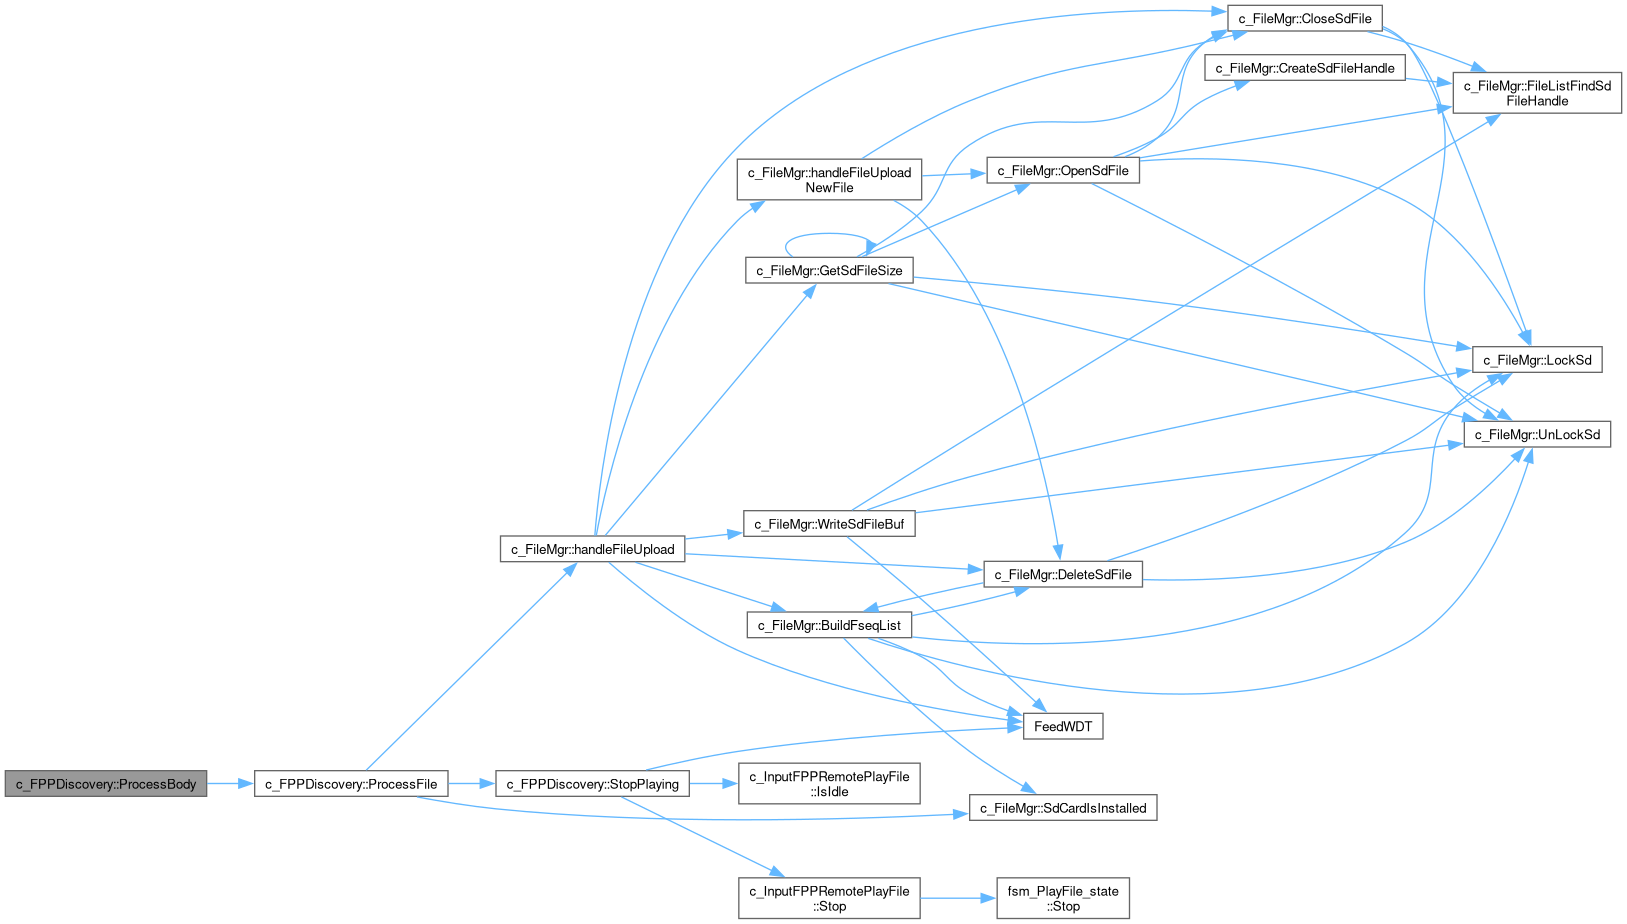 c_FileMgr::CloseSdFile
c_FileMgr::CreateSdFileHandle
c_FileMgr::FileListFindSd
FileHandle
c_FileMgr::handleFileUpload
NewFile
c_FileMgr::OpenSdFile
c_FileMgr::GetSdFileSize
c_FileMgr::LockSd
c_FileMgr::UnLockSd
c_FileMgr::WriteSdFileBuf
c_FileMgr::handleFileUpload
c_FileMgr::DeleteSdFile
c_FileMgr::BuildFseqList
FeedWDT
c_FPPDiscovery::ProcessBody
c_FPPDiscovery::ProcessFile
c_FPPDiscovery::StopPlaying
c_InputFPPRemotePlayFile
::IsIdle
c_FileMgr::SdCardIsInstalled
c_InputFPPRemotePlayFile
::Stop
fsm_PlayFile_state
::Stop